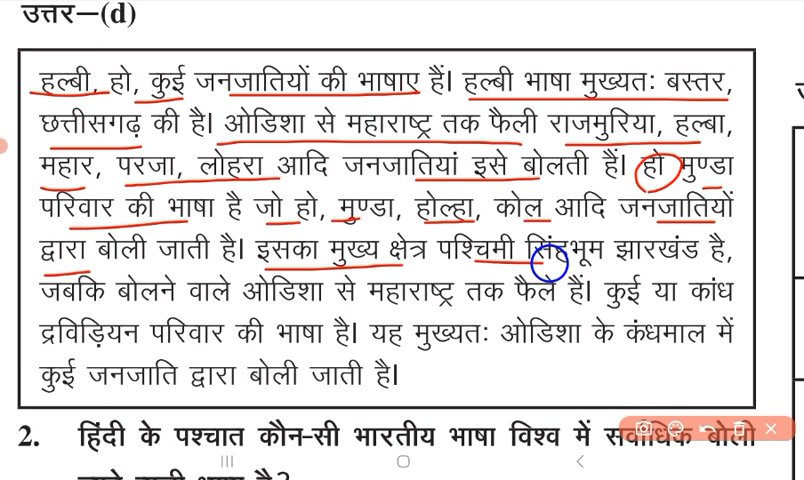 उत्तर–(d)
हल्बी, हो, कुई जनजातियों की भाषाए हैं। हल्बी भाषा मुख्यतः बस्तर,
छत्तीसगढ़ की है। ओडिशा से महाराष्ट्र तक फैली राजमुरिया, हल्बा,
महार, परजा, लोहरा आदि जनजातियां इसे बोलती हैं। हो मुण्डा
परिवार की भाषा है जो हो, मुण्डा, होल्हा, कोल आदि जनजातियों
द्वारा बोली जाती है। इसका मुख्य क्षेत्र पश्चिमी सिंहभूम झारखंड है,
जबकि बोलने वाले ओडिशा से महाराष्ट्र तक फैले हैं। कुई या कांध
द्रविड़ियन परिवार की भाषा है। यह मुख्यतः ओडिशा के कंधमाल में
कुई जनजाति द्वारा बोली जाती है।
2. हिंदी के पश्चात कौन-सी भारतीय भाषा विश्व में सर्वाधिक बोली